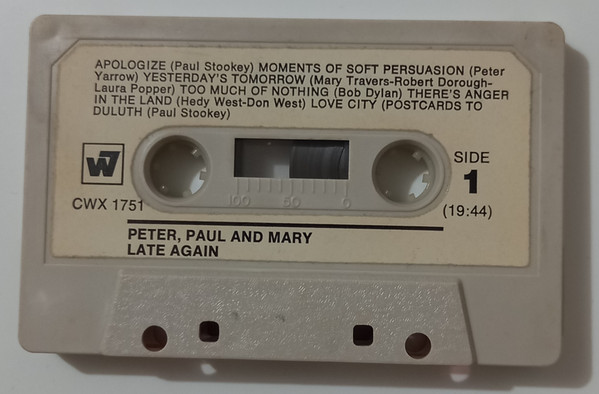 APOLOGIZE (Paul Stookey) MOMENTS OF SOFT PERSUASION (Peter
Yarrow) YESTERDAY'S TOMORROW (Mary Travers-Robert Dorough-
Laura Popper) TOO MUCH OF NOTHING (Bob Dylan) THERE'S ANGER
IN THE LAND (Hedy West-Don West) LOVE CITY (POSTCARDS TO
DULUTH (Paul Stookey)
W7
SIDE
1
CWX 1751
100 50 0
(19:44)
PETER, PAUL AND MARY
LATE AGAIN